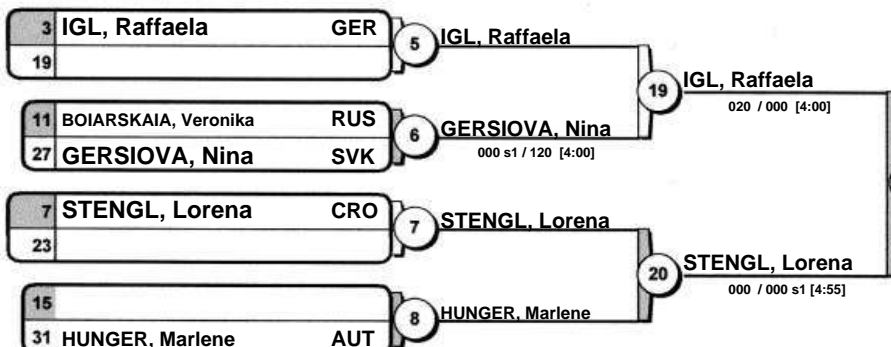 3 IGL, Raffaela GER
19
5
IGL, Raffaela
11 BOIARSKAIA, Veronika RUS
27 GERSIOVA, Nina SVK
6
GERSIOVA, Nina
000 s1 / 120 [4:00]
19
IGL, Raffaela
020 / 000 [4:00]
7 STENGL, Lorena CRO
23
7
STENGL, Lorena
15
31 HUNGER, Marlene AUT
8
HUNGER, Marlene
20
STENGL, Lorena
000 / 000 s1 [4:55]